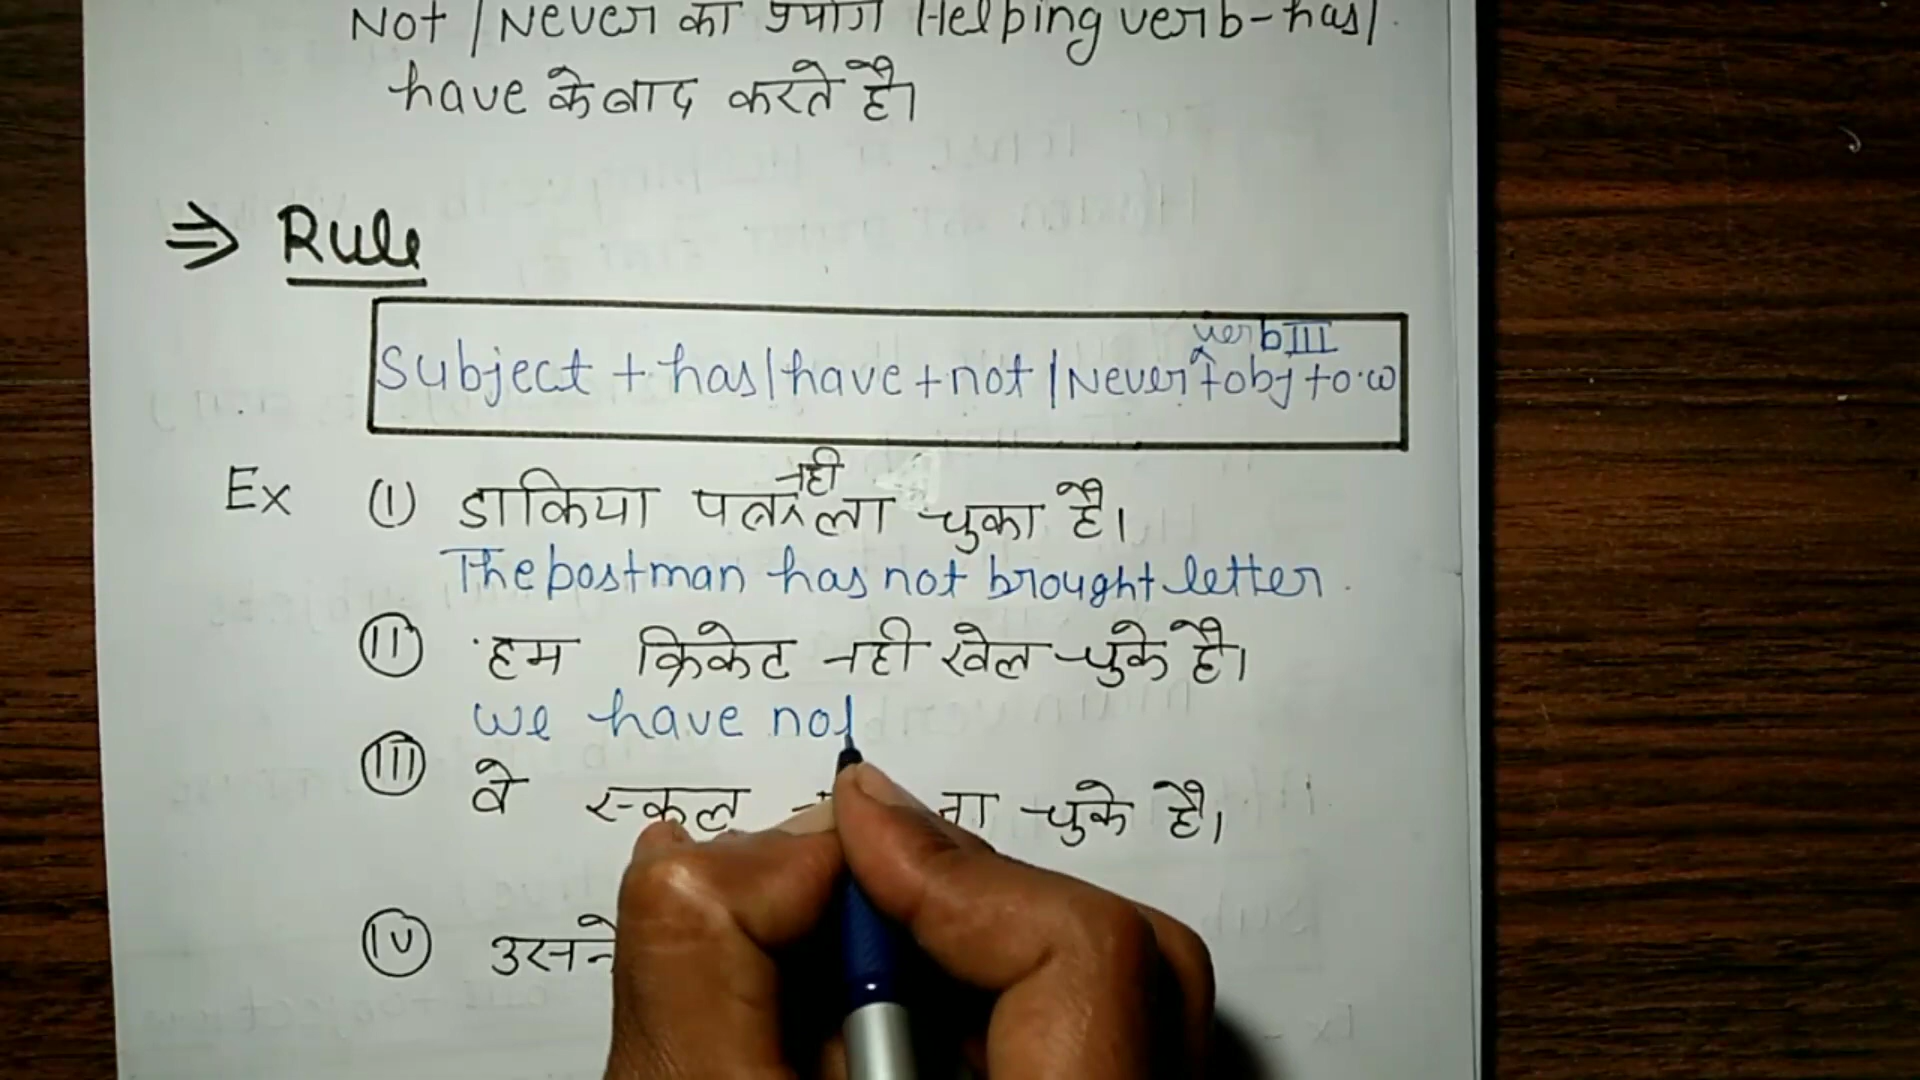 Not / Never का प्रयोग Helping verb-has/
have के बाद करते है।
⇒ Rule
verb III
Subject + has/have + not / Never ^ + obj + o.w
नही
Ex (I) डाकिया पत्र ^ ला चुका है।
The postman has not brought letter.
(II) हम क्रिकेट नही खेल चुके है।
we have not
(III) वे स्कूल जा चुके है।
(IV) उसने